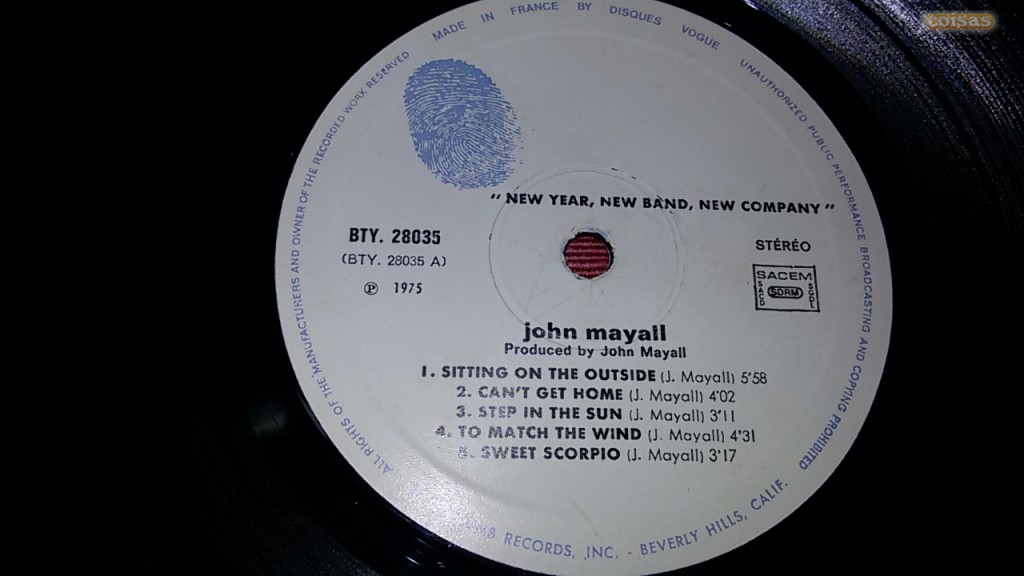 coisas
ALL RIGHTS OF THE MANUFACTURERS AND OWNER OF THE RECORDED WORK RESERVED
MADE IN FRANCE BY DISQUES VOGUE
UNAUTHORIZED PUBLIC PERFORMANCE BROADCASTING AND COPYING PROHIBITED
" NEW YEAR, NEW BAND, NEW COMPANY "
BTY. 28035
(BTY. 28035 A)
Ⓟ 1975
STÉRÉO
SACEM
SACD SDRM SGDL
john mayall
Produced by John Mayall
1. SITTING ON THE OUTSIDE (J. Mayall) 5'58
2. CAN'T GET HOME (J. Mayall) 4'02
3. STEP IN THE SUN (J. Mayall) 3'11
4. TO MATCH THE WIND (J. Mayall) 4'31
5. SWEET SCORPIO (J. Mayall) 3'17
RECORDS, INC. - BEVERLY HILLS, CALIF.